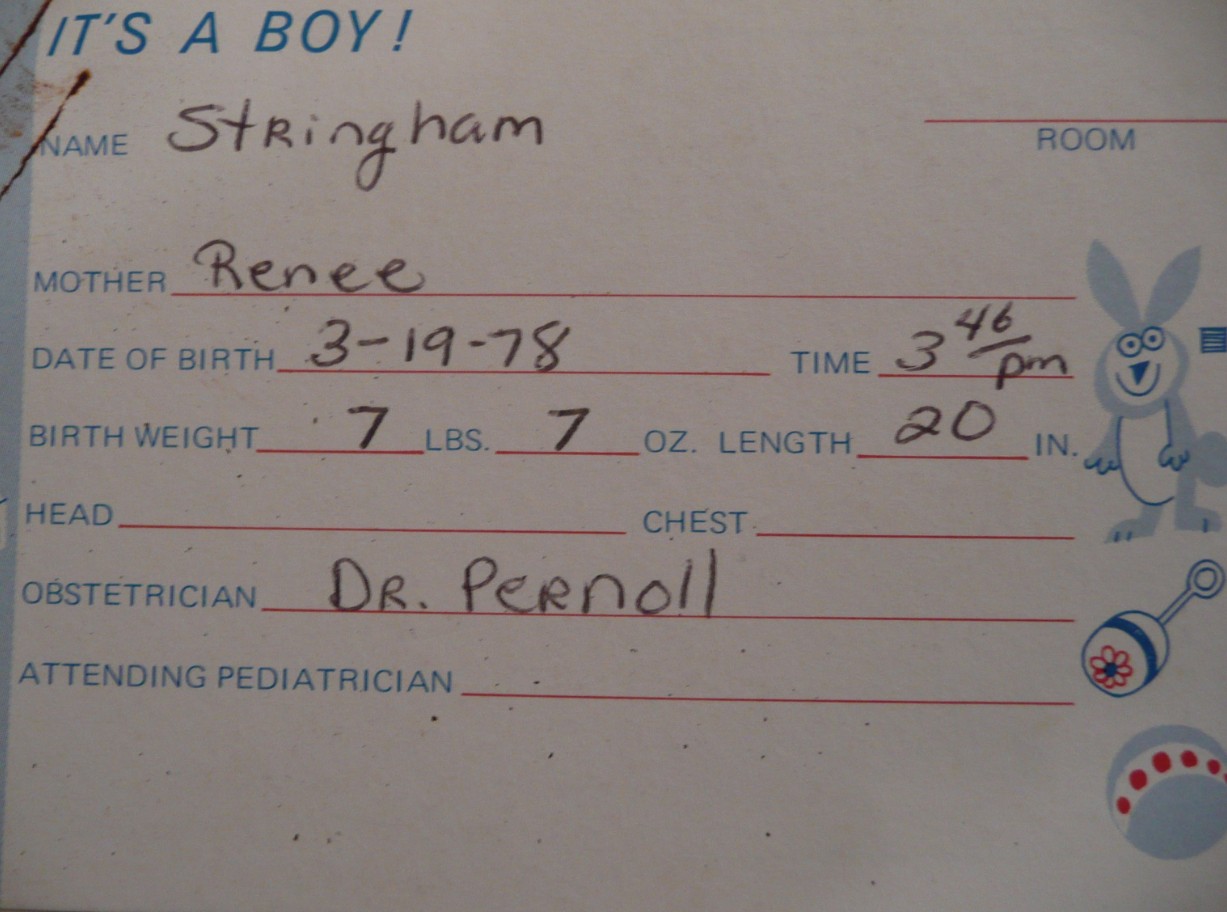 IT'S A BOY!
NAME Stringham
ROOM
MOTHER Renee
DATE OF BIRTH 3-19-78 TIME 3 46/pm
BIRTH WEIGHT 7 LBS. 7 OZ. LENGTH 20 IN.
HEAD CHEST
OBSTETRICIAN DR. Pernoll
ATTENDING PEDIATRICIAN